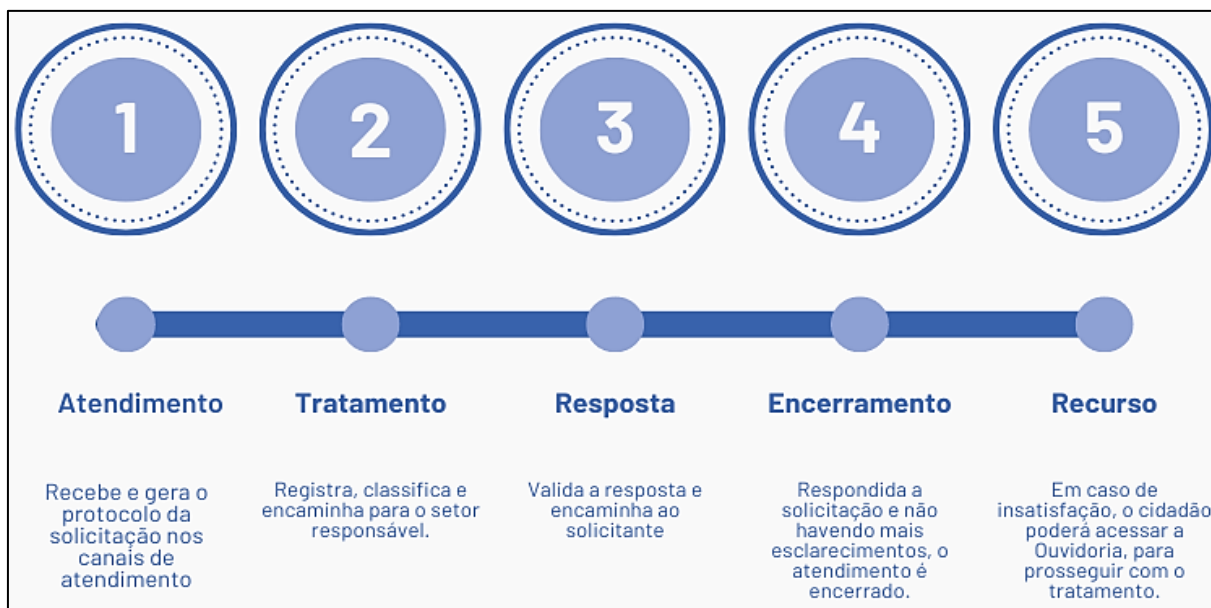 1
2
3
4
5
Atendimento
Tratamento
Resposta
Encerramento
Recurso
Recebe e gera o
protocolo da
solicitação nos
canais de
atendimento
Registra, classifica e
encaminha para o setor
responsável.
Valida a resposta e
encaminha ao
solicitante
Respondida a
solicitação e não
havendo mais
esclarecimentos, o
atendimento é
encerrado.
Em caso de
insatisfação, o cidadão
poderá acessar a
Ouvidoria, para
prosseguir com o
tratamento.